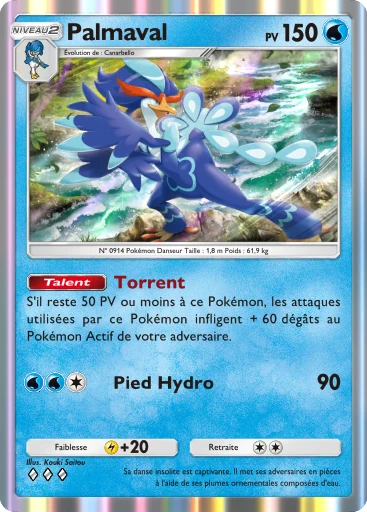 NIVEAU2 Palmaval PV 150
Évolution de : Canarbello
N° 0914 Pokémon Danseur Taille : 1,8 m Poids : 61,9 kg
Talent Torrent
S'il reste 50 PV ou moins à ce Pokémon, les attaques
utilisées par ce Pokémon infligent + 60 dégâts au
Pokémon Actif de votre adversaire.
Pied Hydro 90
Faiblesse +20 Retraite
Illus. Kouki Saitou
Sa danse insolite est captivante. Il met ses adversaires en pièces
à l'aide de ses plumes ornementales composées d'eau.